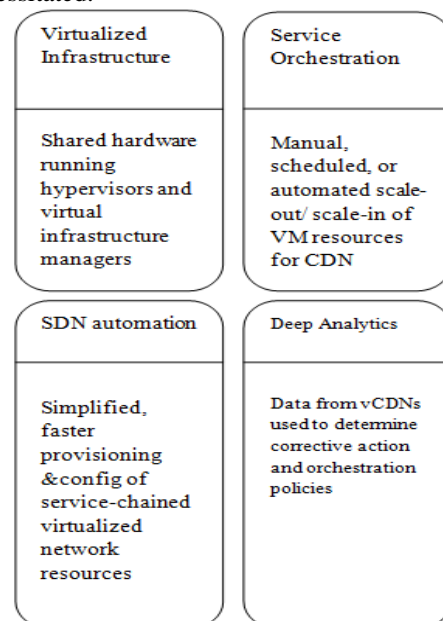 Virtualized
Infrastructure
Shared hardware
running
hypervisors and
virtual
infrastructure
managers
Service
Orchestration
Manual,
scheduled, or
automated scale-
out/ scale-in of
VM resources
for CDN
SDN automation
Simplified,
faster
provisioning
&config of
service-chained
virtualized
network
resources
Deep Analytics
Data from vCDNs
used to determine
corrective action
and orchestration
policies